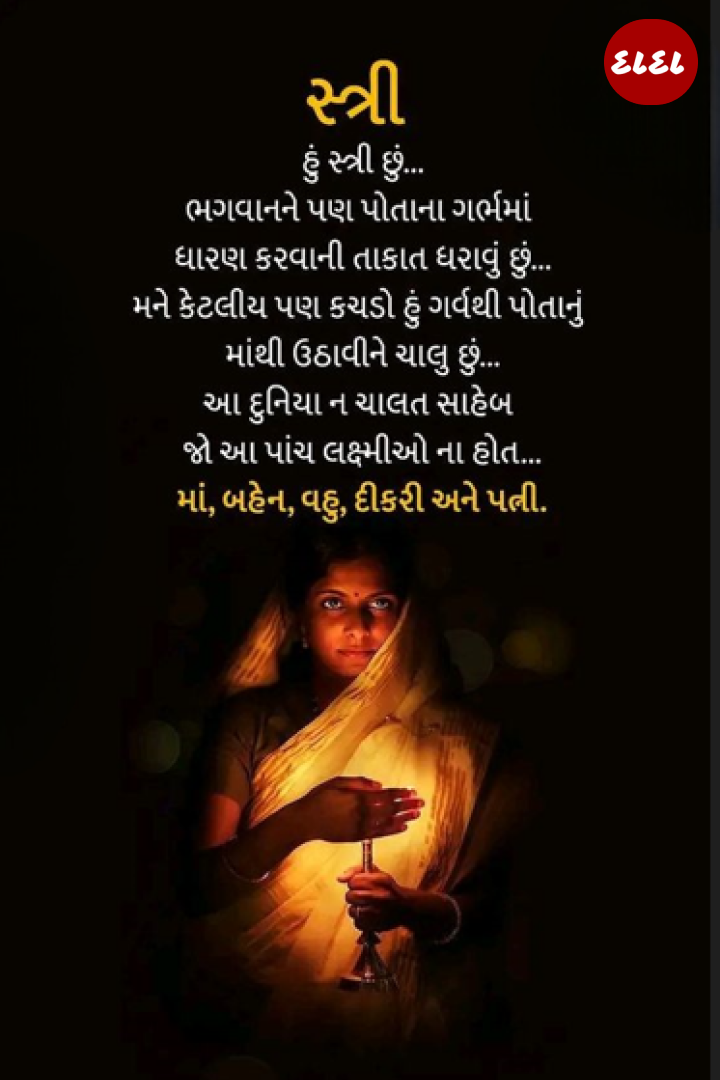 દાદા
સ્ત્રી
હું સ્ત્રી છું...
ભગવાનને પણ પોતાના ગર્ભમાં
ધારણ કરવાની તાકાત ધરાવું છું...
મને કેટલીય પણ કચડો હું ગર્વથી પોતાનું
માંથી ઉઠાવીને ચાલુ છું...
આ દુનિયા ન ચાલત સાહેબ
જો આ પાંચ લક્ષ્મીઓ ના હોત...
માં, બહેન, વહુ, દીકરી અને પત્ની.